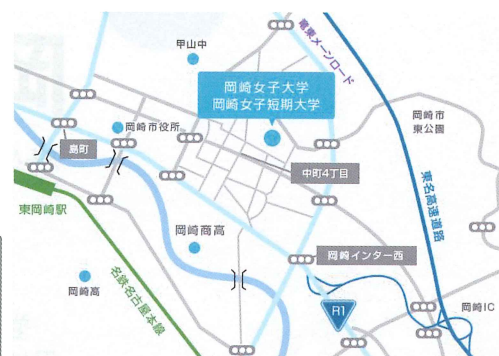 甲山中
竜東メーンロード
岡崎女子大学
岡崎女子短期大学
岡崎市
東公園
岡崎市役所
島町
中町4丁目
東名高速道路
東岡崎駅
岡崎商高
岡崎インター西
岡崎高
名鉄名古屋本線
R1
岡崎IC